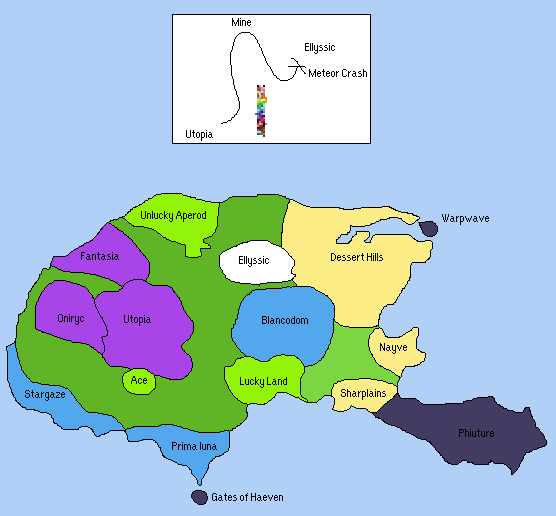 Mine
Ellyssic
Meteor Crash
Utopia
Unlucky Aperod
Warpwave
Fantasia
Ellyssic
Dessert Hills
Oniryc
Utopia
Blancodom
Nayve
Ace
Lucky Land
Stargaze
Sharplains
Phiuture
Prima luna
Gates of Haeven